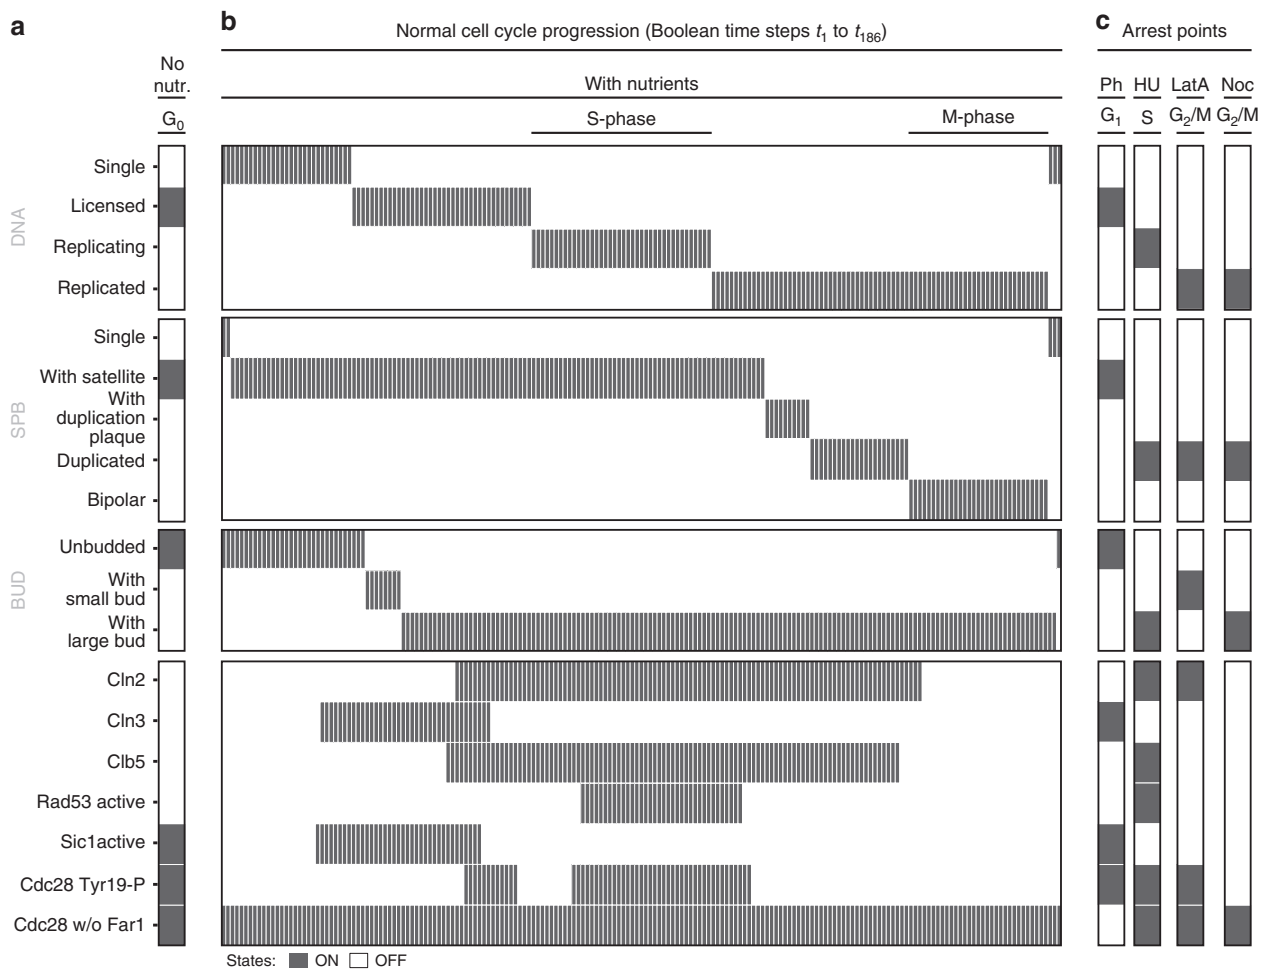 a
b
c
Normal cell cycle progression (Boolean time steps t1 to t186)
Arrest points
No
nutr.
With nutrients
Ph
HU
LatA
Noc
G0
S-phase
M-phase
G1
S
G2/M
G2/M
DNA
Single
Licensed
Replicating
Replicated
SPB
Single
With satellite
With
duplication
plaque
Duplicated
Bipolar
BUD
Unbudded
With
small bud
With
large bud
Cln2
Cln3
Clb5
Rad53 active
Sic1active
Cdc28 Tyr19-P
Cdc28 w/o Far1
States: ON OFF